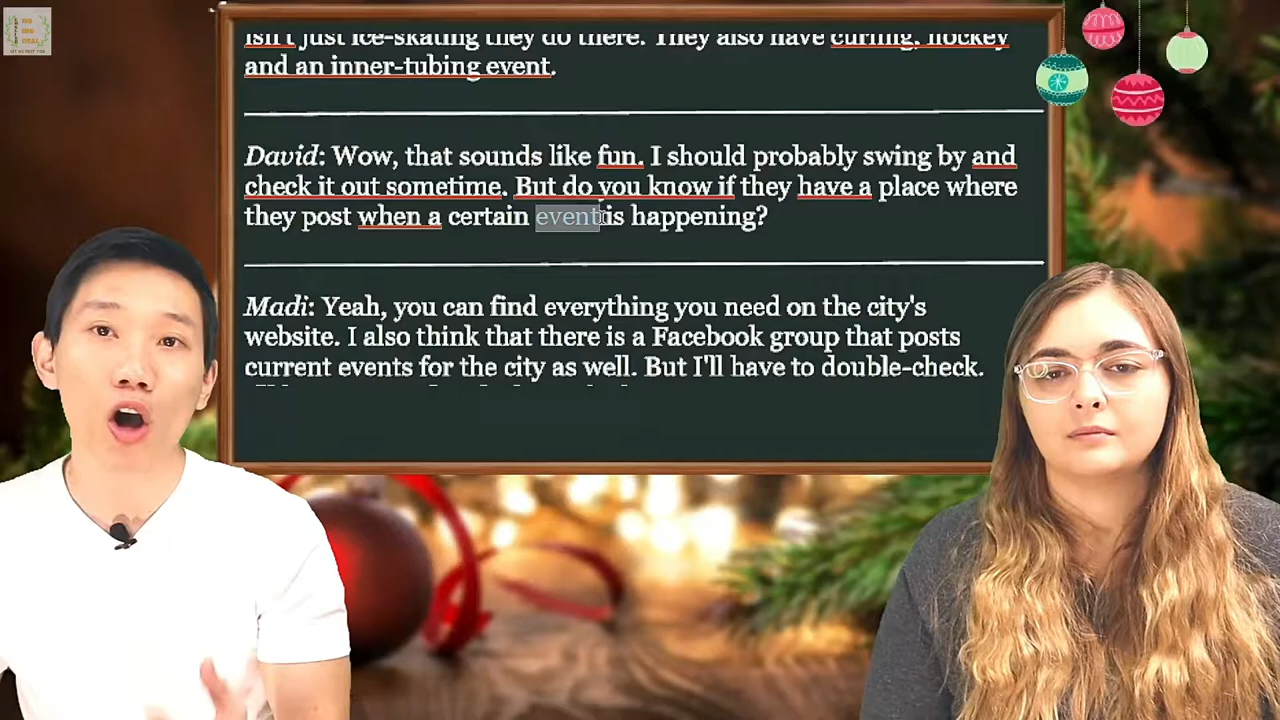 NO
BIG
DEAL
isn't just ice-skating they do there. They also have curling, hockey
and an inner-tubing event.
David: Wow, that sounds like fun. I should probably swing by and
check it out sometime. But do you know if they have a place where
they post when a certain event is happening?
Madi: Yeah, you can find everything you need on the city's
website. I also think that there is a Facebook group that posts
current events for the city as well. But I'll have to double-check.